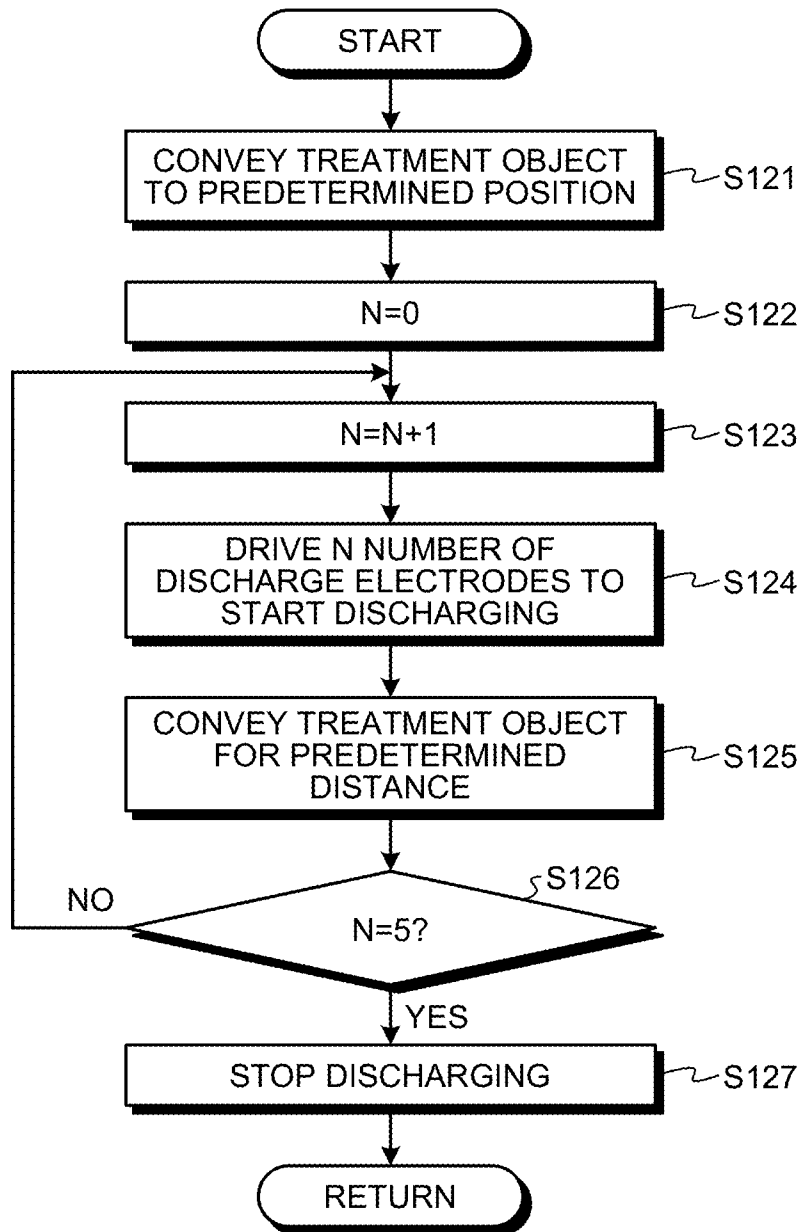 START
CONVEY TREATMENT OBJECT
TO PREDETERMINED POSITION
S121
N=0
S122
N=N+1
S123
DRIVE N NUMBER OF
DISCHARGE ELECTRODES TO
START DISCHARGING
S124
CONVEY TREATMENT OBJECT
FOR PREDETERMINED
DISTANCE
S125
S126
NO
N=5?
YES
STOP DISCHARGING
S127
RETURN